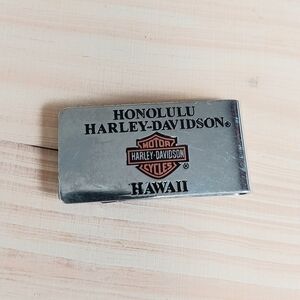 HONOLULU
HARLEY-DAVIDSON®
MOTOR
HARLEY-DAVIDSON
CYCLES ®
HAWAII